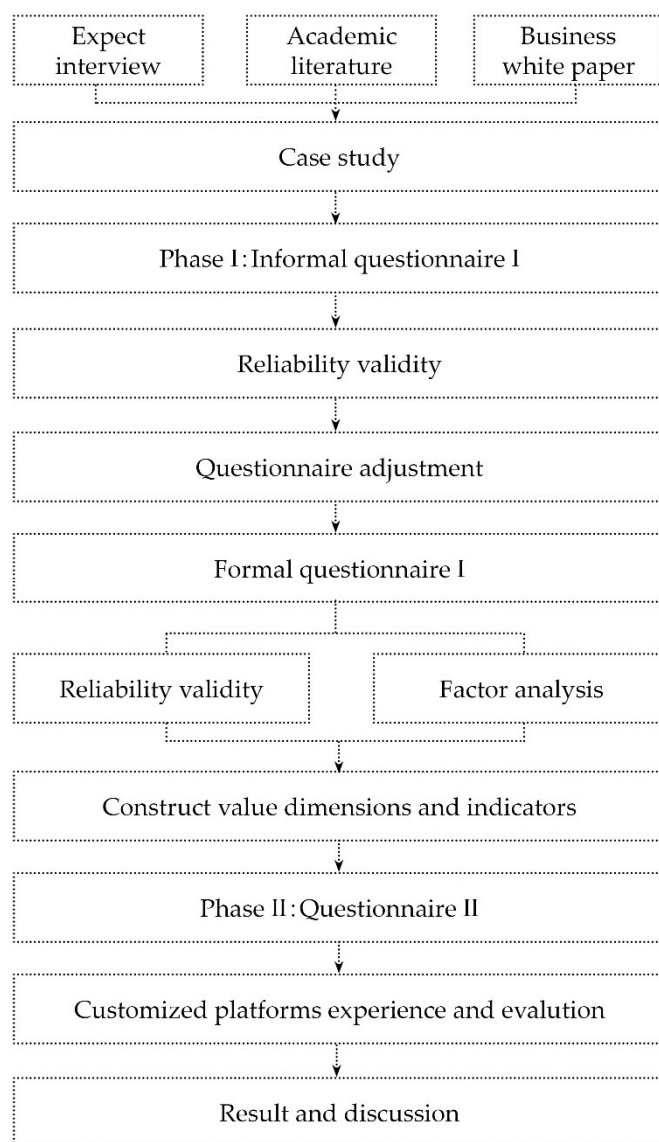 Expect
interview
Academic
literature
Business
white paper
Case study
Phase I:Informal questionnaire I
Reliability validity
Questionnaire adjustment
Formal questionnaire I
Reliability validity
Factor analysis
Construct value dimensions and indicators
Phase II:Questionnaire II
Customized platforms experience and evalution
Result and discussion